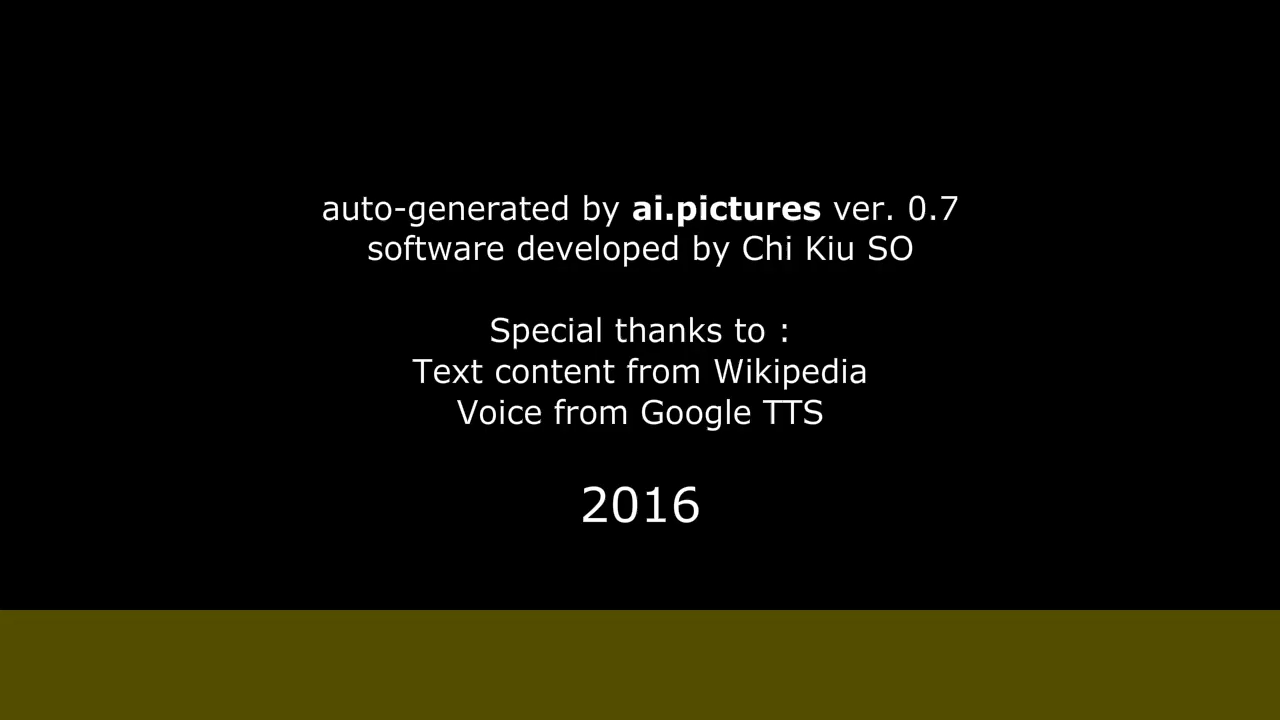 auto-generated by ai.pictures ver. 0.7
software developed by Chi Kiu SO
Special thanks to :
Text content from Wikipedia
Voice from Google TTS
2016